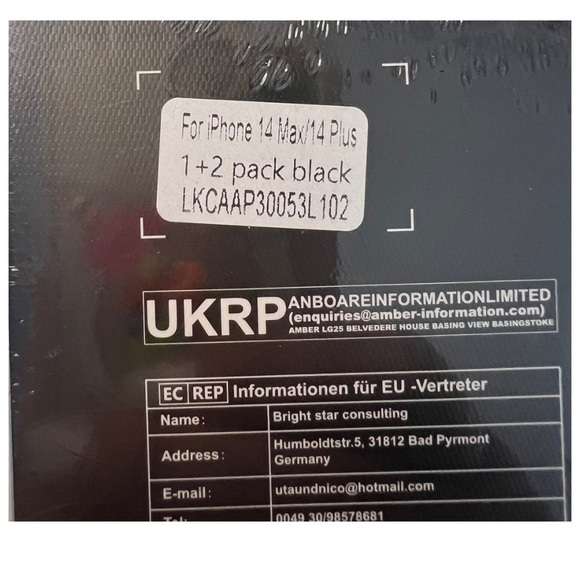 For iPhone 14 Max/14 Plus
1+2 pack black
LKCAAP30053L102
UKRP ANBOAREINFORMATIONLIMITED
(enquiries@amber-information.com)
AMBER LG25 BELVEDERE HOUSE BASING VIEW BASINGSTOKE
EC REP Informationen für EU -Vertreter
Name: Bright star consulting
Address: Humboldtstr.5, 31812 Bad Pyrmont
Germany
E-mail: utaundnico@hotmail.com
Tel: 0049 30/98578681